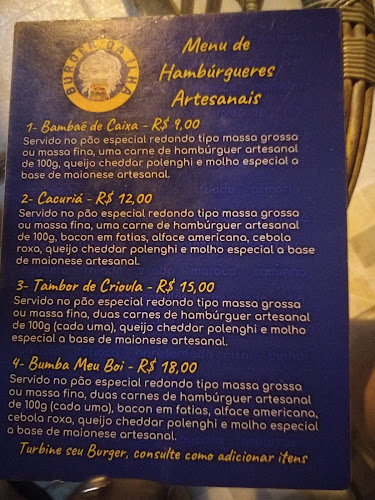 BURGUER DA ILHA
Menu de
Hambúrgueres
Artesanais
1- Bambaê de Caixa - R$ 9,00
Servido no pão especial redondo tipo massa grossa
ou massa fina, uma carne de hambúrguer artesanal
de 100g, queijo cheddar polenghi e molho especial a
base de maionese artesanal.
2- Cacuriá - R$ 12,00
Servido no pão especial redondo tipo massa grossa
ou massa fina, uma carne de hambúrguer artesanal
de 100g, bacon em fatias, alface americana, cebola
roxa, queijo cheddar polenghi e molho especial a base
de maionese artesanal.
3- Tambor de Crioula - R$ 15,00
Servido no pão especial redondo tipo massa grossa
ou massa fina, duas carnes de hambúrguer artesanal
de 100g (cada uma), queijo cheddar polenghi e molho
especial a base de maionese artesanal.
4- Bumba Meu Boi - R$ 18,00
Servido no pão especial redondo tipo massa grossa
ou massa fina, duas carnes de hambúrguer artesanal
de 100g (cada uma), bacon em fatias, alface americana,
cebola roxa, queijo cheddar polenghi e molho especial
a base de maionese artesanal.
Turbine seu Burger, consulte como adicionar itens